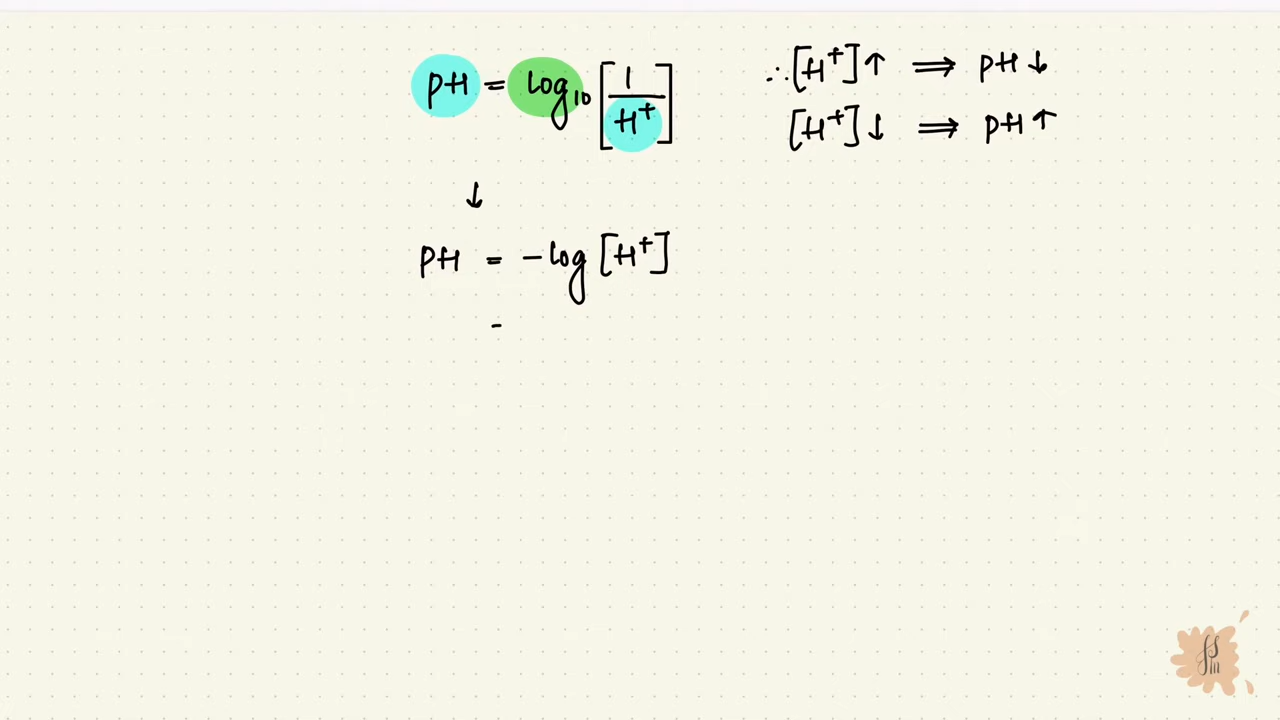 PH = log₁₀ [1/H⁺]
∴ [H⁺] ↑ ⟹ PH ↓
[H⁺] ↓ ⟹ PH ↑
↓
PH = -log [H⁺]
-